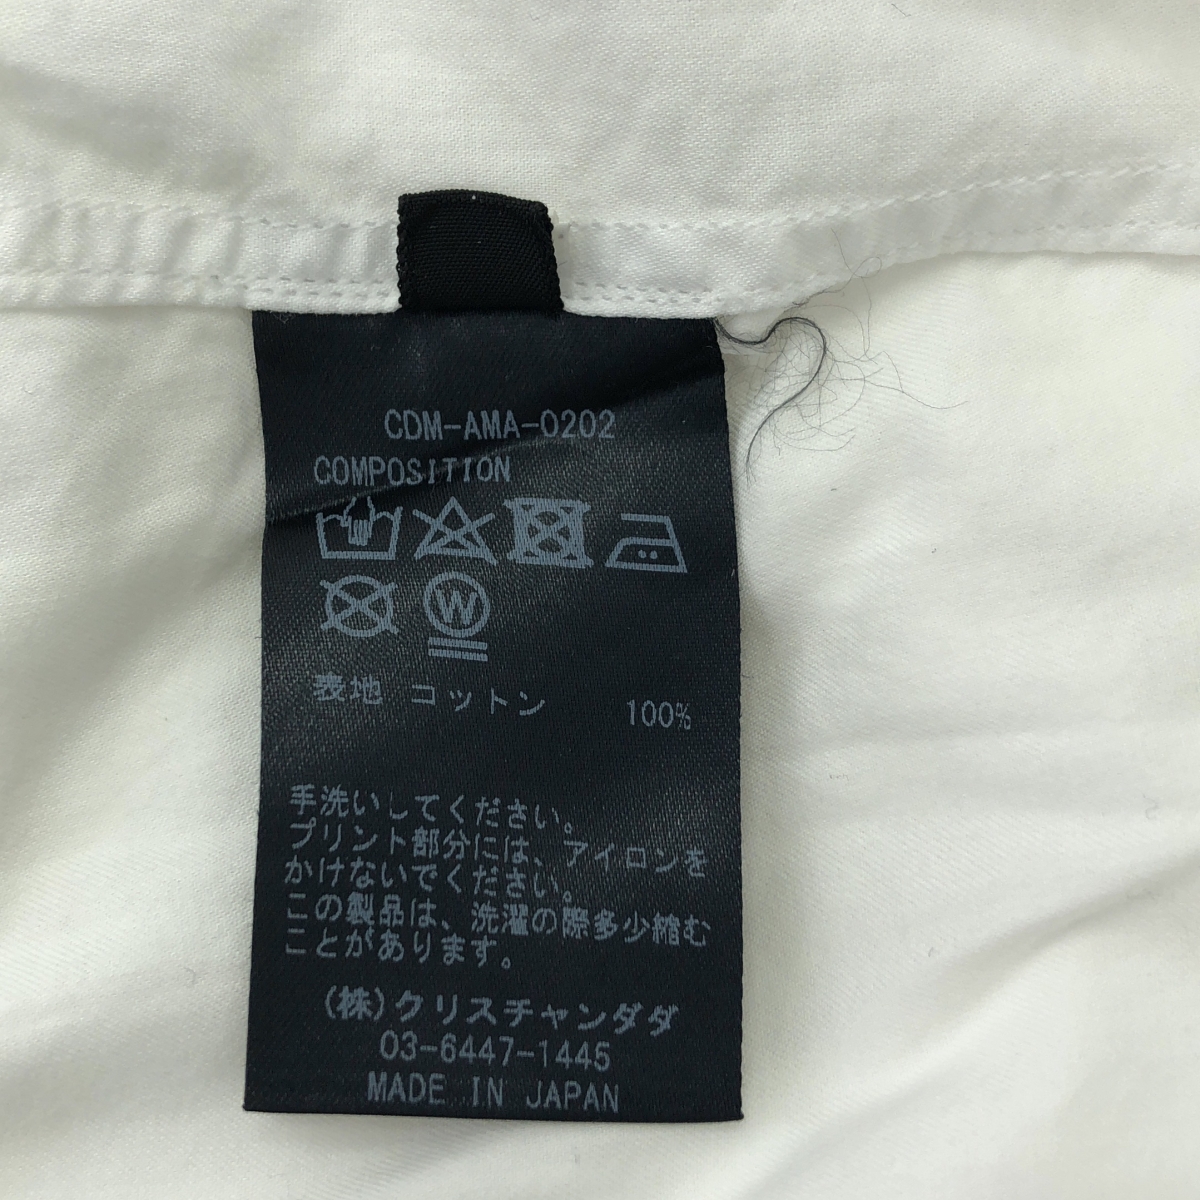 CDM-AMA-0202
COMPOSITION
W
表地 コットン 100%
手洗いしてください。
プリント部分には、アイロンを
かけないでください。
この製品は、洗濯の際多少縮む
ことがあります。
(株)クリスチャンダダ
03-6447-1445
MADE IN JAPAN